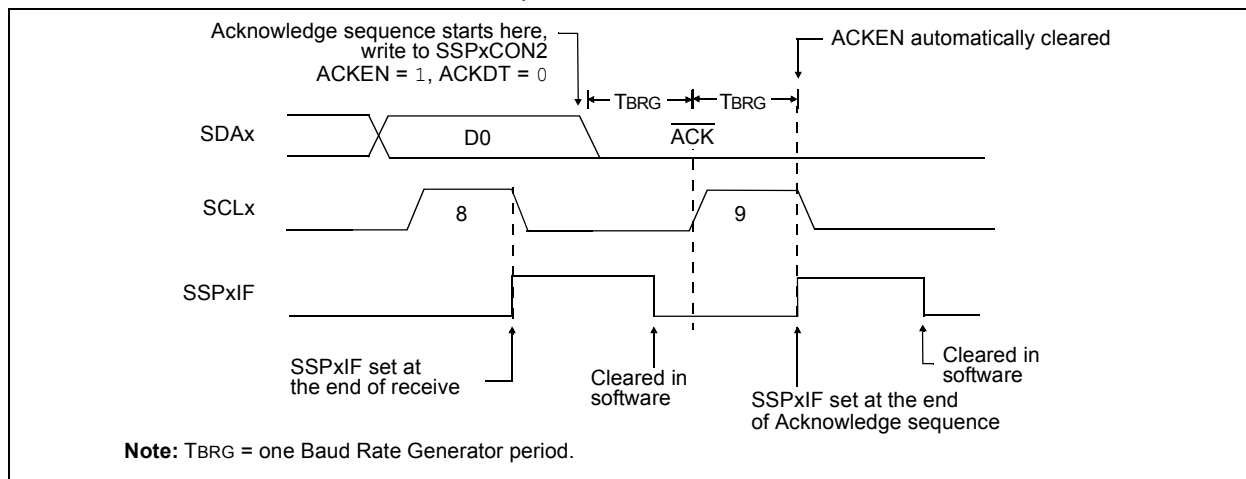 Acknowledge sequence starts here,
write to SSPxCON2
ACKEN = 1, ACKDT = 0
ACKEN automatically cleared
TBRG
TBRG
SDAx
D0
ACK
SCLx
8
9
SSPxIF
SSPxIF set at
the end of receive
Cleared in
software
SSPxIF set at the end
of Acknowledge sequence
Cleared in
software
Note: TBRG = one Baud Rate Generator period.